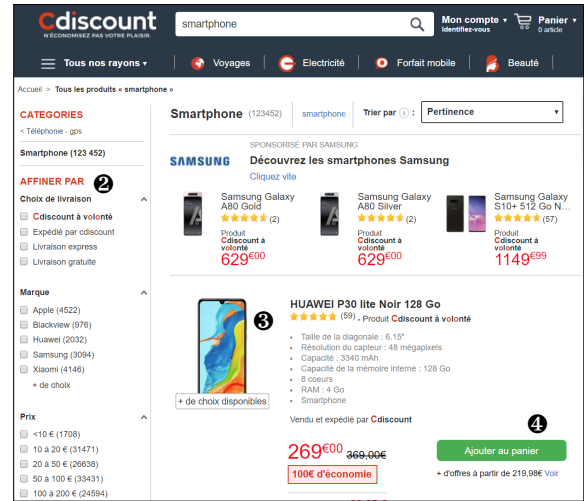 Cdiscount
N'ÉCONOMISEZ PAS VOTRE PLAISIR.
smartphone
Mon compte ▾
Identifiez-vous
Panier ▾
0 article
Tous nos rayons ▾
Voyages
Electricité
Forfait mobile
Beauté
Accueil > Tous les produits « smartphone »
CATEGORIES
< Téléphonie - gps
Smartphone (123 452)
AFFINER PAR ❷
Choix de livraison
Cdiscount à volonté
Expédié par cdiscount
Livraison express
Livraison gratuite
Marque
Apple (4522)
Blackview (976)
Huawei (2032)
Samsung (3094)
Xiaomi (4146)
+ de choix
Prix
<10 € (1708)
10 à 20 € (31471)
20 à 50 € (26638)
50 à 100 € (33431)
100 à 200 € (24594)
Smartphone (123452)
smartphone
Trier par i :
Pertinence
SPONSORISÉ PAR SAMSUNG
SAMSUNG
Découvrez les smartphones Samsung
Cliquez vite
Samsung Galaxy
A80 Gold
(2)
Produit
Cdiscount à
volonté
629€00
Samsung Galaxy
A80 Silver
(2)
Produit
Cdiscount à
volonté
629€00
Samsung Galaxy
S10+ 512 Go N...
(57)
Produit
Cdiscount à
volonté
1149€99
❸
+ de choix disponibles
HUAWEI P30 lite Noir 128 Go
(59) - Produit Cdiscount à volonté
Taille de la diagonale : 6.15"
Résolution du capteur : 48 mégapixels
Capacité : 3340 mAh
Capacité de la mémoire interne : 128 Go
8 coeurs
RAM : 4 Go
Smartphone
Vendu et expédié par Cdiscount
269€00 369,00€
100€ d'économie
❹
Ajouter au panier
+ d'offres à partir de 219,98€ Voir